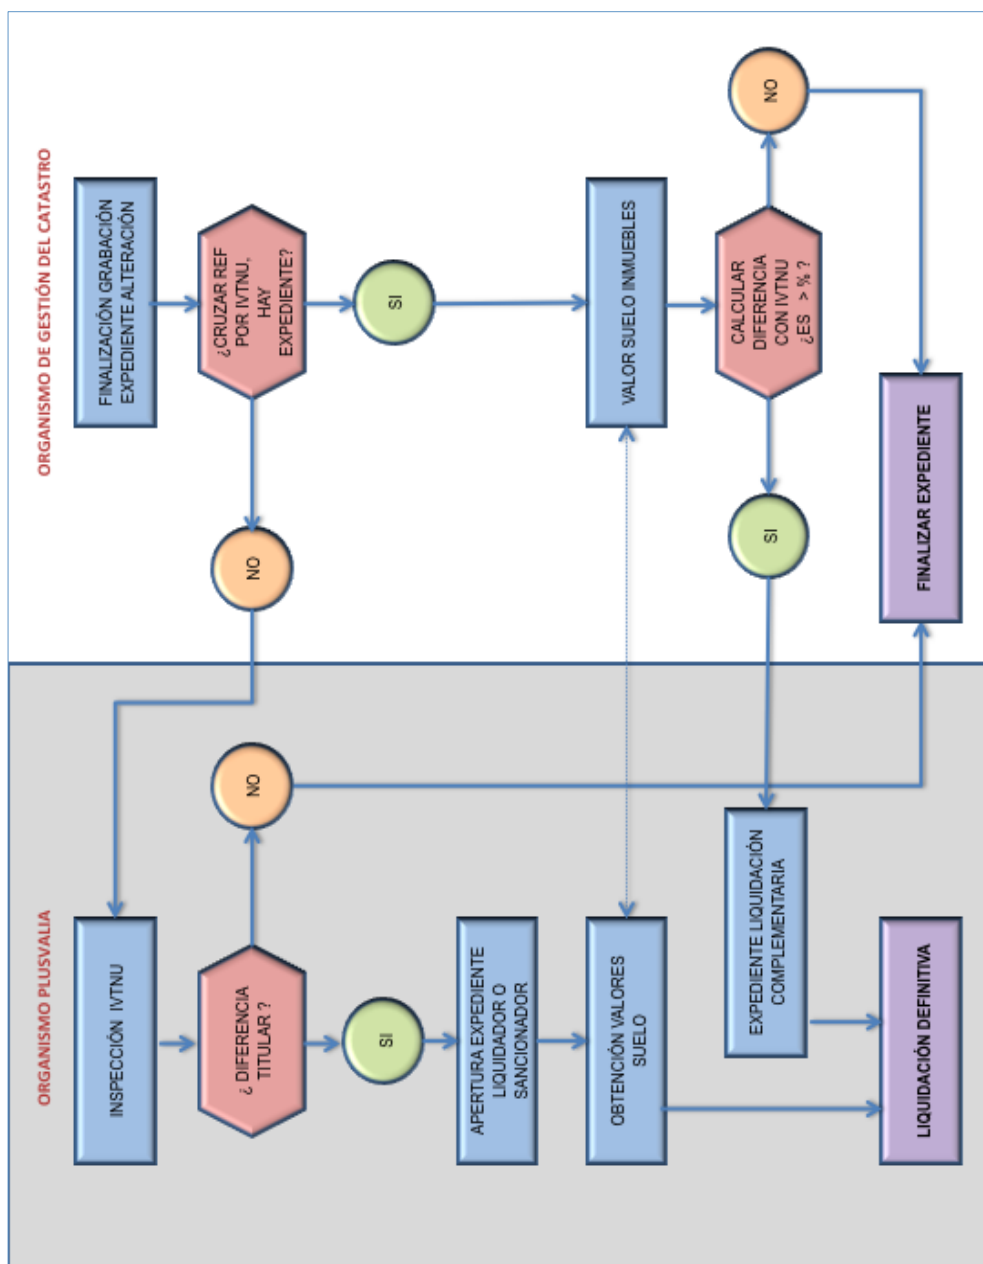 ORGANISMO PLUSVALIA
ORGANISMO DE GESTIÓN DEL CATASTRO
INSPECCIÓN IVTNU
FINALIZACIÓN GRABACIÓN
EXPEDIENTE ALTERACIÓN
¿ DIFERENCIA
TITULAR ?
NO
NO
¿CRUZAR REF
POR IVTNU,
HAY
EXPEDIENTE?
SI
SI
APERTURA EXPEDIENTE
LIQUIDADOR O
SANCIONADOR
OBTENCIÓN VALORES
SUELO
VALOR SUELO INMUEBLES
EXPEDIENTE LIQUIDACIÓN
COMPLEMENTARIA
SI
CALCULAR
DIFERENCIA
CON IVTNU
¿ES > % ?
NO
LIQUIDACIÓN DEFINITIVA
FINALIZAR EXPEDIENTE